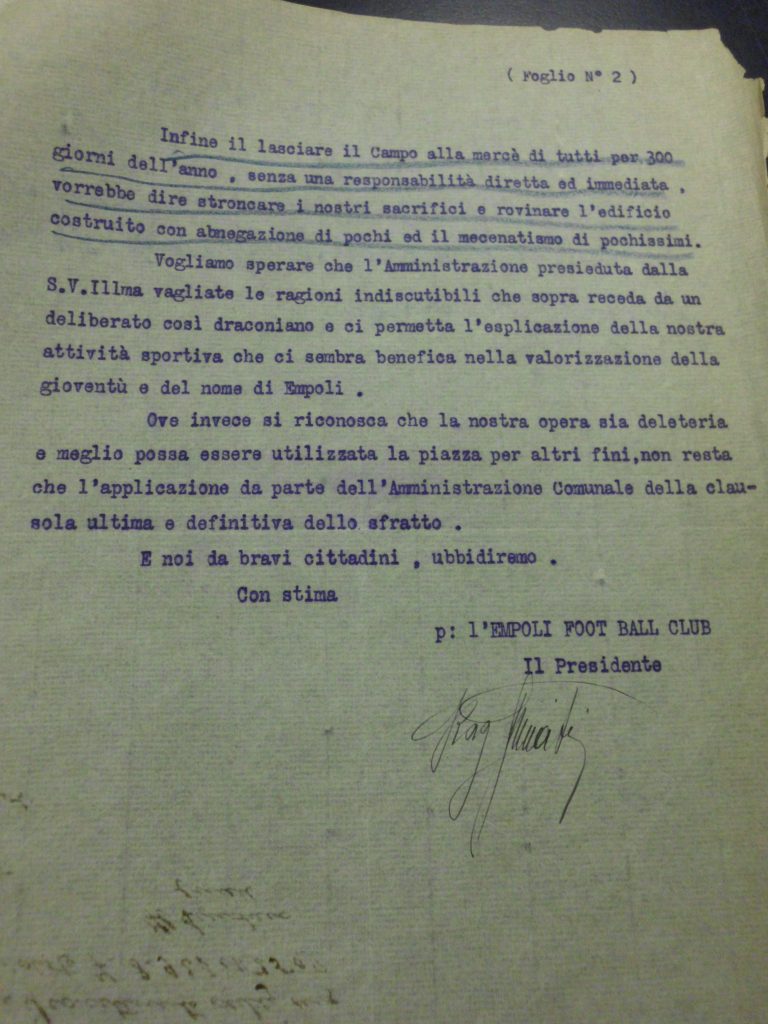 ( Foglio N° 2 )
Infine il lasciare il Campo alla mercè di tutti per 300
giorni dell'anno , senza una responsabilità diretta ed immediata ,
vorrebbe dire stroncare i nostri sacrifici e rovinare l'edificio
costruito con abnegazione di pochi ed il mecenatismo di pochissimi.
Vogliamo sperare che l'Amministrazione presieduta dalla
S.V.Illma vagliate le ragioni indiscutibili che sopra receda da un
deliberato così draconiano e ci permetta l'esplicazione della nostra
attività sportiva che ci sembra benefica nella valorizzazione della
gioventù e del nome di Empoli .
Ove invece si riconosca che la nostra opera sia deleteria
e meglio possa essere utilizzata la piazza per altri fini,non resta
che l'applicazione da parte dell'Amministrazione Comunale della clau-
sola ultima e definitiva dello sfratto .
E noi da bravi cittadini , ubbidiremo .
Con stima
p: l'EMPOLI FOOT BALL CLUB
Il Presidente
Rag